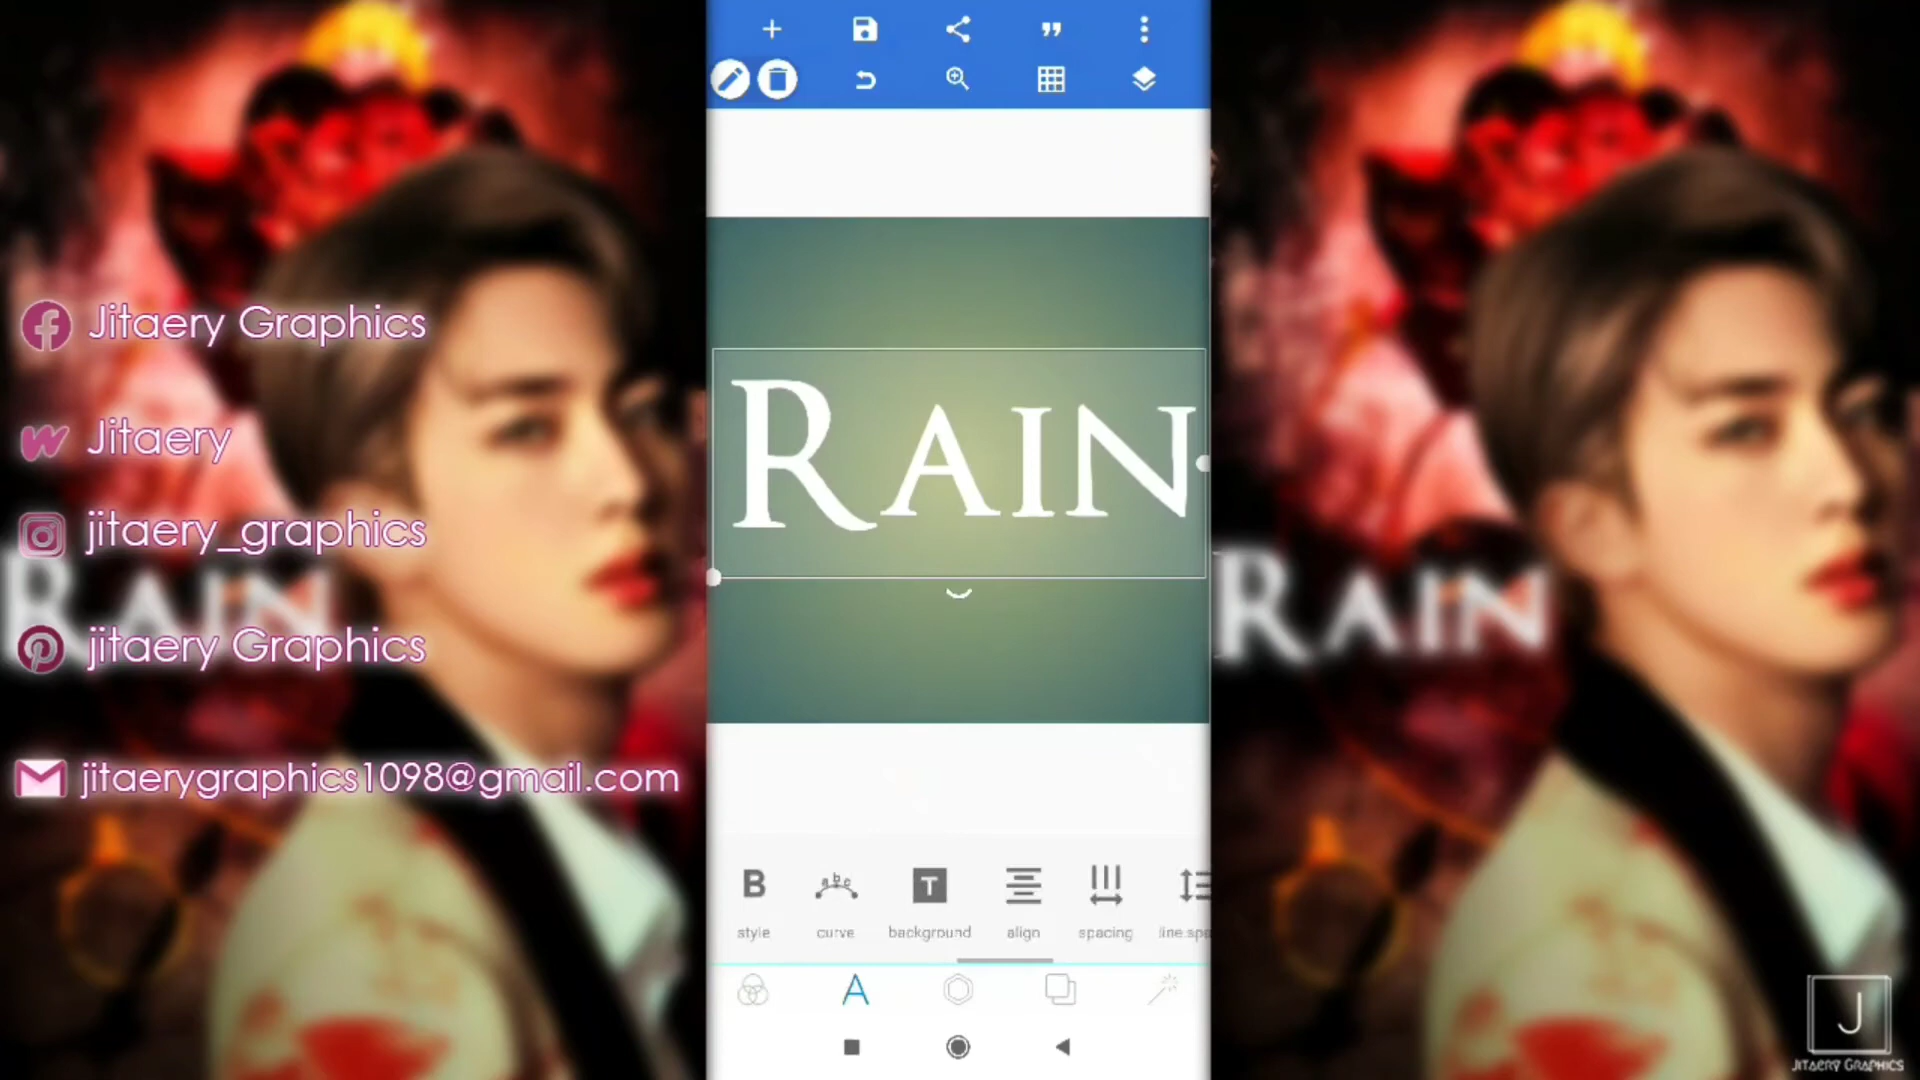 Jitaery Graphics
Jitaery
jitaery_graphics
RAIN
jitaery Graphics
jitaerygraphics1098@gmail.com
RAIN
B
abc
T
style
curve
background
align
spacing
A
RAIN
J
JITAERY GRAPHICS